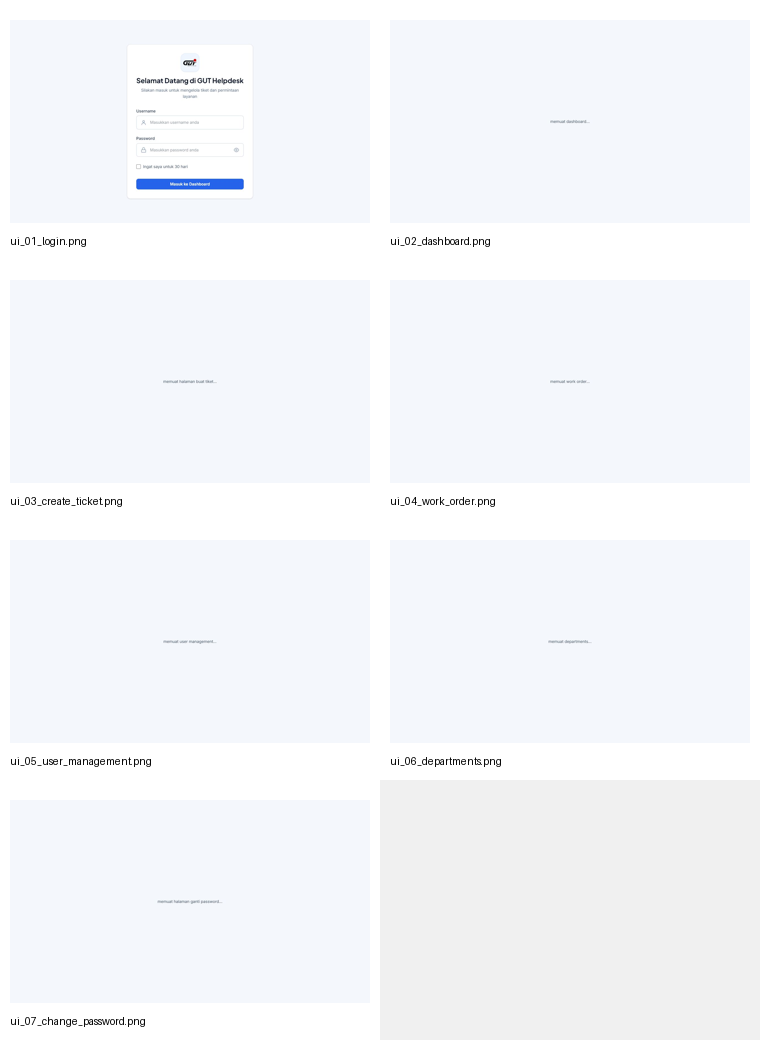 GUT
Selamat Datang di GUT Helpdesk
Silakan masuk untuk mengelola tiket dan permintaan
layanan
Username
Masukkan username anda
Password
Masukkan password anda
Ingat saya untuk 30 hari
Masuk ke Dashboard
ui_01_login.png
memuat dashboard...
ui_02_dashboard.png
memuat halaman buat tiket...
ui_03_create_ticket.png
memuat work order...
ui_04_work_order.png
memuat user management...
ui_05_user_management.png
memuat departments...
ui_06_departments.png
memuat halaman ganti password...
ui_07_change_password.png